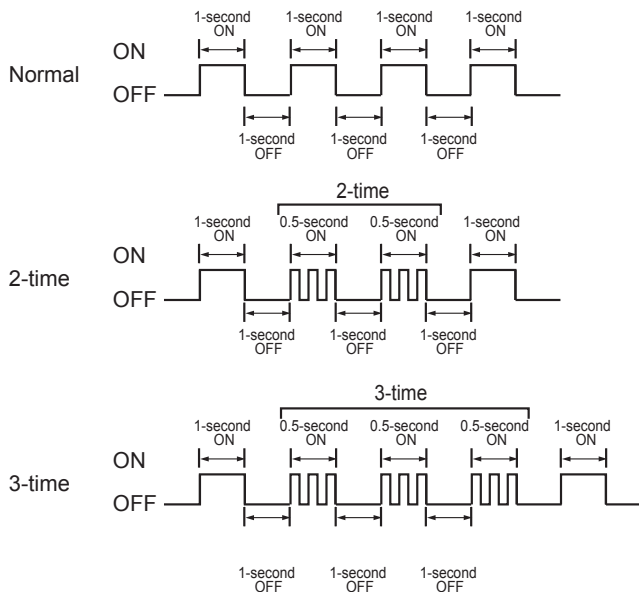 1-second ON 1-second ON 1-second ON 1-second ON
Normal
ON
OFF
1-second OFF 1-second OFF 1-second OFF
2-time
1-second ON 0.5-second ON 0.5-second ON 1-second ON
2-time
ON
OFF
1-second OFF 1-second OFF 1-second OFF
3-time
1-second ON 0.5-second ON 0.5-second ON 0.5-second ON 1-second ON
3-time
ON
OFF
1-second OFF 1-second OFF 1-second OFF